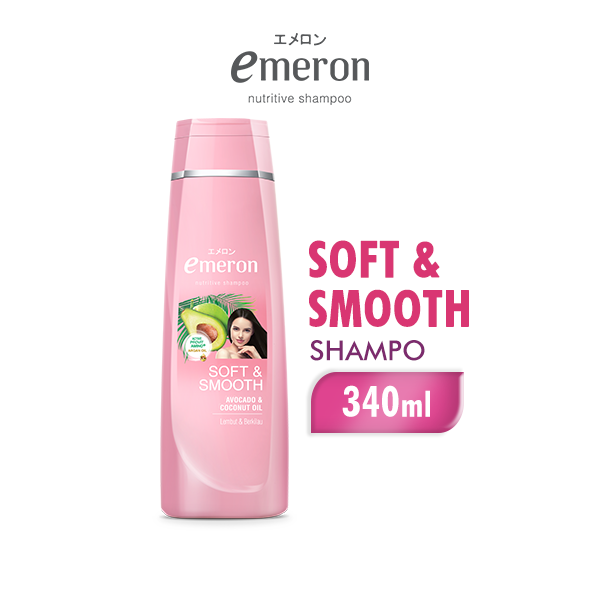 エメロン
emeron
nutritive shampoo
エメロン
emeron
nutritive shampoo
SOFT &
SMOOTH
AVOCADO &
COCONUT OIL
Lembut & Berkilau
SOFT &
SMOOTH
SHAMPO
340ml